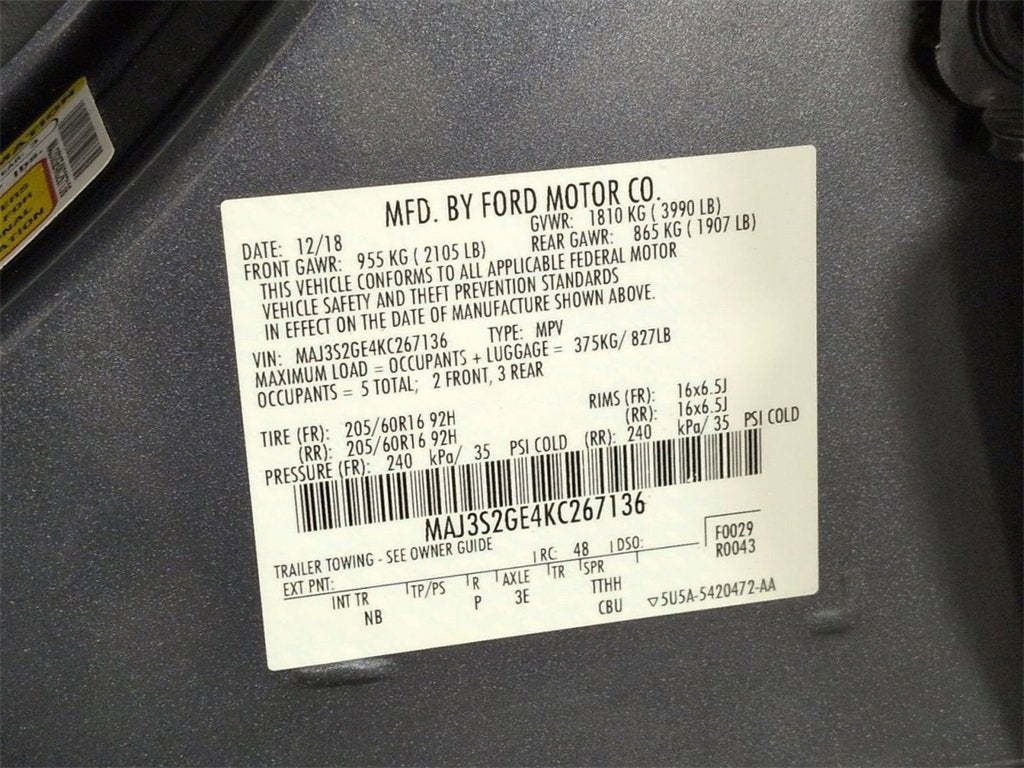 MFD. BY FORD MOTOR CO.
DATE: 12/18 GVWR: 1810 KG ( 3990 LB)
FRONT GAWR: 955 KG ( 2105 LB) REAR GAWR: 865 KG ( 1907 LB)
THIS VEHICLE CONFORMS TO ALL APPLICABLE FEDERAL MOTOR
VEHICLE SAFETY AND THEFT PREVENTION STANDARDS
IN EFFECT ON THE DATE OF MANUFACTURE SHOWN ABOVE.
VIN: MAJ3S2GE4KC267136 TYPE: MPV
MAXIMUM LOAD = OCCUPANTS + LUGGAGE = 375KG/ 827LB
OCCUPANTS = 5 TOTAL; 2 FRONT, 3 REAR
TIRE (FR): 205/60R16 92H RIMS (FR): 16x6.5J
(RR): 205/60R16 92H (RR): 16x6.5J
PRESSURE (FR): 240 kPa/ 35 PSI COLD (RR): 240 kPa/ 35 PSI COLD
MAJ3S2GE4KC267136
TRAILER TOWING - SEE OWNER GUIDE
EXT PNT: RC: 48 DSO: F0029
R0043
INT TR TP/PS R AXLE TR SPR
NB P 3E TTHH
CBU 5U5A-5420472-AA